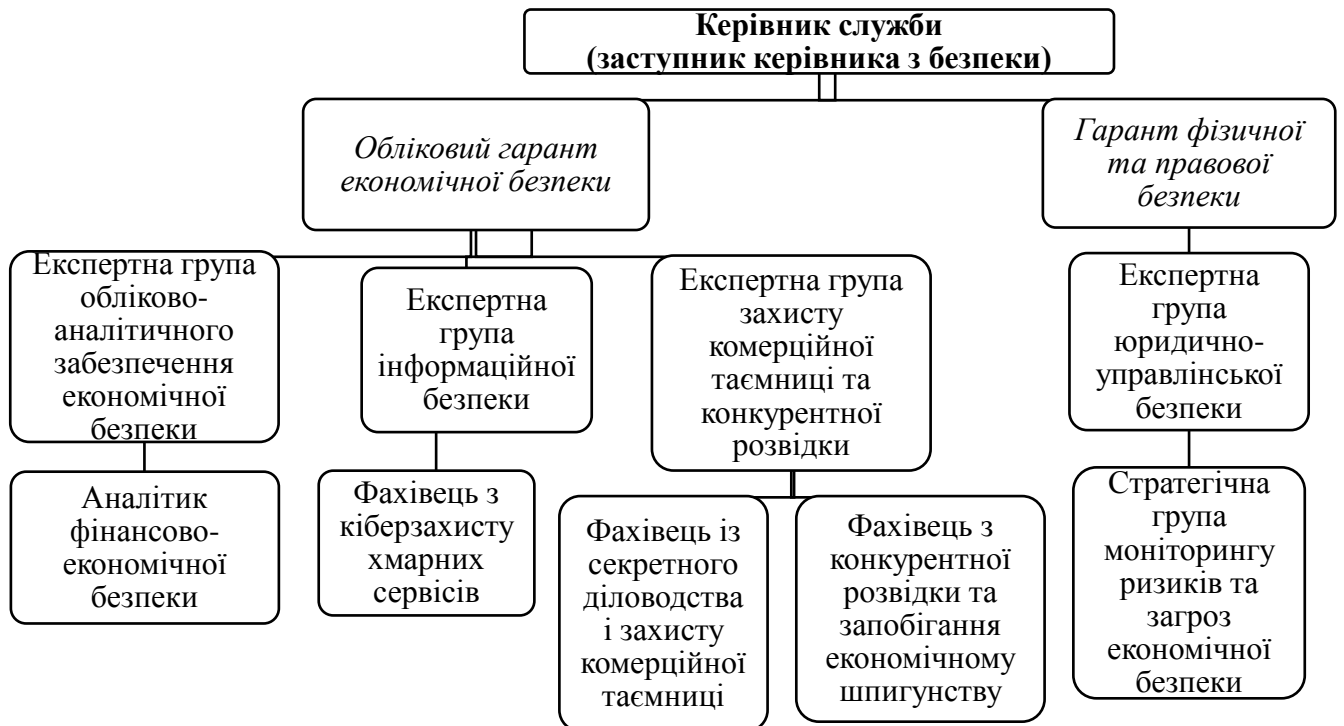 Керівник служби
(заступник керівника з безпеки)
Обліковий гарант
економічної безпеки
Гарант фізичної
та правової
безпеки
Експертна група
обліково-
аналітичного
забезпечення
економічної
безпеки
Експертна
група
інформаційної
безпеки
Експертна група
захисту
комерційної
таємниці та
конкурентної
розвідки
Експертна
група
юридично-
управлінської
безпеки
Аналітик
фінансово-
економічної
безпеки
Фахівець з
кіберзахисту
хмарних
сервісів
Фахівець із
секретного
діловодства
і захисту
комерційної
таємниці
Фахівець з
конкурентної
розвідки та
запобігання
економічному
шпигунству
Стратегічна
група
моніторингу
ризиків та
загроз
економічної
безпеки